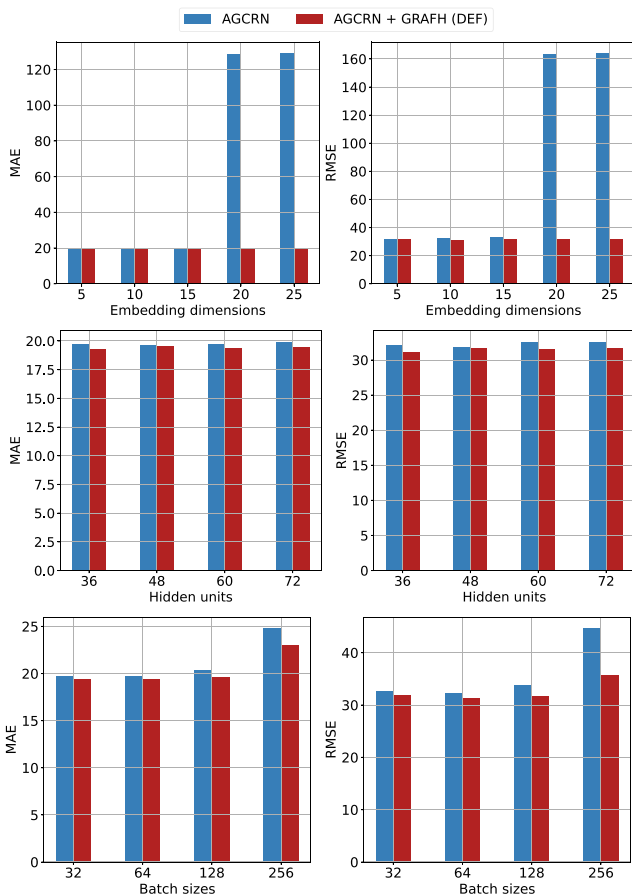 AGCRN AGCRN + GRAFH (DEF)
MAE
120
100
80
60
40
20
0
5 10 15 20 25
Embedding dimensions
RMSE
160
140
120
100
80
60
40
20
0
5 10 15 20 25
Embedding dimensions
MAE
20.0
17.5
15.0
12.5
10.0
7.5
5.0
2.5
0.0
36 48 60 72
Hidden units
RMSE
30
25
20
15
10
5
0
36 48 60 72
Hidden units
MAE
25
20
15
10
5
0
32 64 128 256
Batch sizes
RMSE
40
30
20
10
0
32 64 128 256
Batch sizes